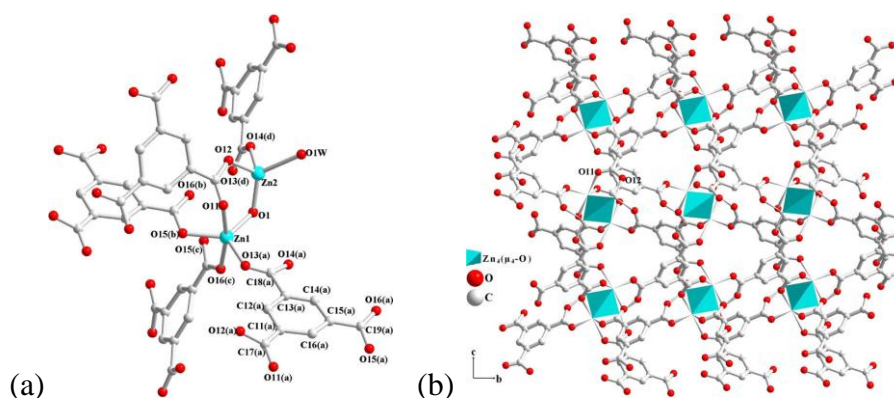 O12
O14(d)
O1W
O16(b)
O13(d)
Zn2
O11
O1
O15(b)
Zn1
O15(c)
O13(a)
O14(a)
O16(c)
C18(a)
C14(a)
C12(a)
C13(a)
C15(a)
O16(a)
O12(a)
C11(a)
C19(a)
C16(a)
C17(a)
O15(a)
O11(a)
(a)
O11
O12
Zn₄(μ₄-O)
O
C
c
b
(b)